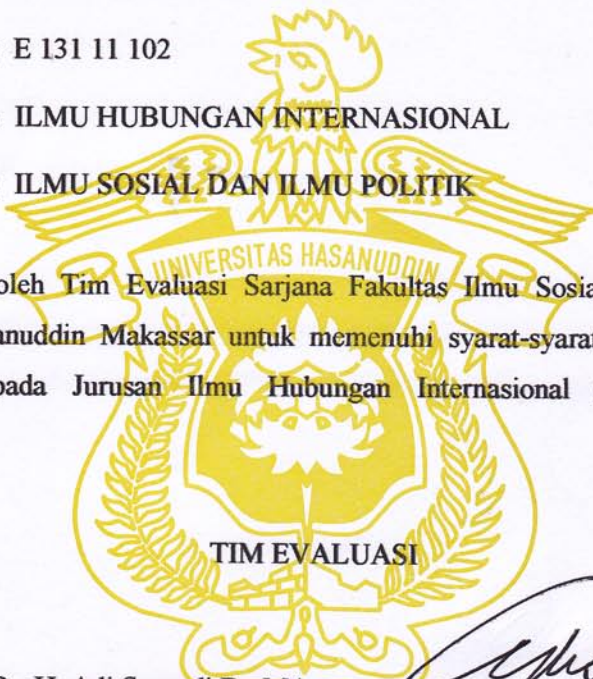 E 131 11 102
ILMU HUBUNGAN INTERNASIONAL
ILMU SOSIAL DAN ILMU POLITIK
UNIVERSITAS HASANUDDIN
oleh Tim Evaluasi Sarjana Fakultas Ilmu Sosia
anuddin Makassar untuk memenuhi syarat-syarat
pada Jurusan Ilmu Hubungan Internasional
TIM EVALUASI